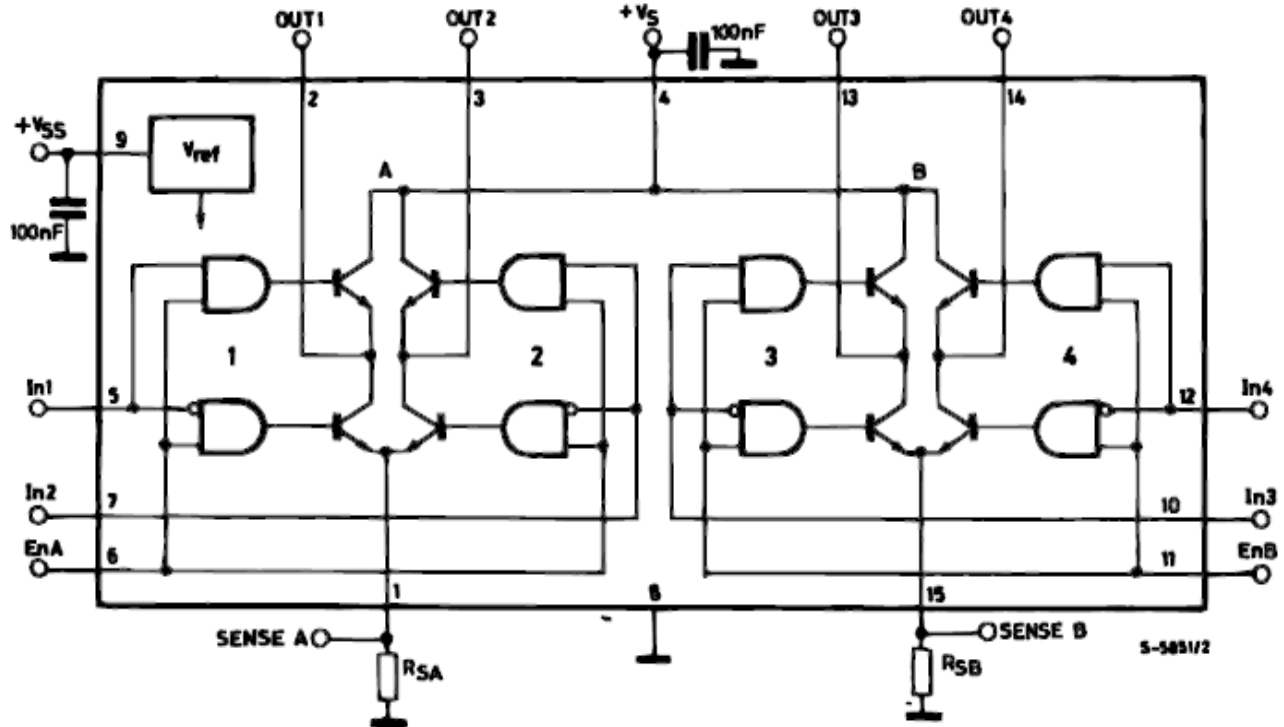 OUT1 OUT2 +VS 100nF OUT3 OUT4
2 3 4 13 14
+VSS 9 Vref
A B
100nF
1 2 3 4
In1 5 12 In4
In2 7 10 In3
EnA 6 11 EnB
1 8 15
SENSE A SENSE B
S-5851/2
RSA RSB